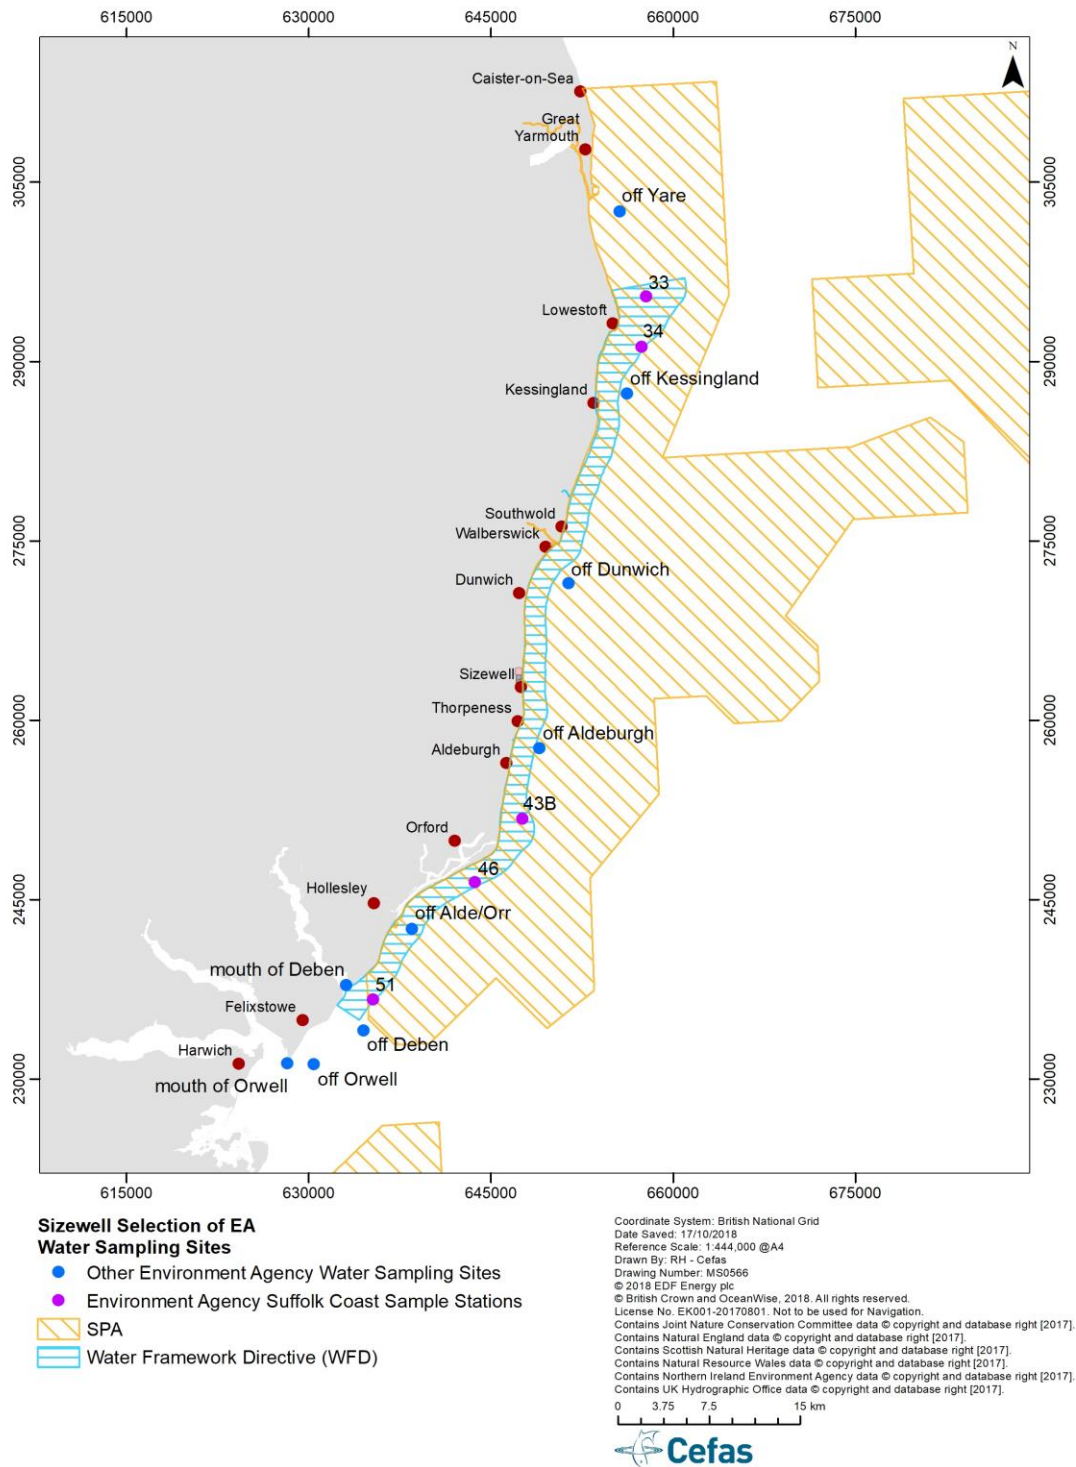 615000 630000 645000 660000 675000
N
Caister-on-Sea
Great
Yarmouth
305000 305000
off Yare
33
Lowestoft
34
290000 290000
off Kessingland
Kessingland
Southwold
275000 275000
Walberswick
off Dunwich
Dunwich
Sizewell
Thorpeness
260000 260000
off Aldeburgh
Aldeburgh
43B
Orford
46
Hollesley
245000 245000
off Alde/Orr
mouth of Deben
51
Felixstowe
off Deben
Harwich
mouth of Orwell
off Orwell
230000 230000
615000 630000 645000 660000 675000
Sizewell Selection of EA
Water Sampling Sites
Other Environment Agency Water Sampling Sites
Environment Agency Suffolk Coast Sample Stations
SPA
Water Framework Directive (WFD)
Coordinate System: British National Grid
Date Saved: 17/10/2018
Reference Scale: 1:444,000 @A4
Drawn By: RH - Cefas
Drawing Number: MS0566
© 2018 EDF Energy plc
© British Crown and OceanWise, 2018. All rights reserved.
License No. EK001-20170801. Not to be used for Navigation.
Contains Joint Nature Conservation Committee data © copyright and database right [2017].
Contains Natural England data © copyright and database right [2017].
Contains Scottish Natural Heritage data © copyright and database right [2017].
Contains Natural Resource Wales data © copyright and database right [2017].
Contains Northern Ireland Environment Agency data © copyright and database right [2017].
Contains UK Hydrographic Office data © copyright and database right [2017].
0 3.75 7.5 15 km
Cefas